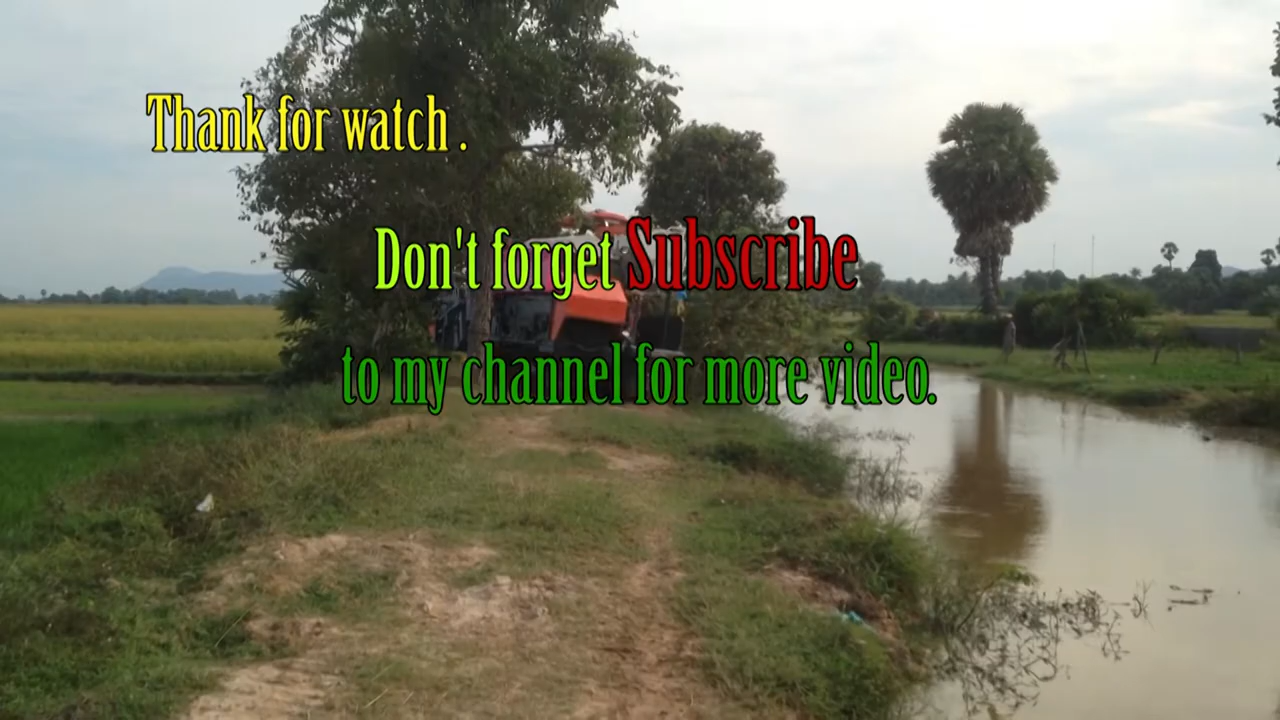 Thank for watch .
Don't forget Subscribe
to my channel for more video.